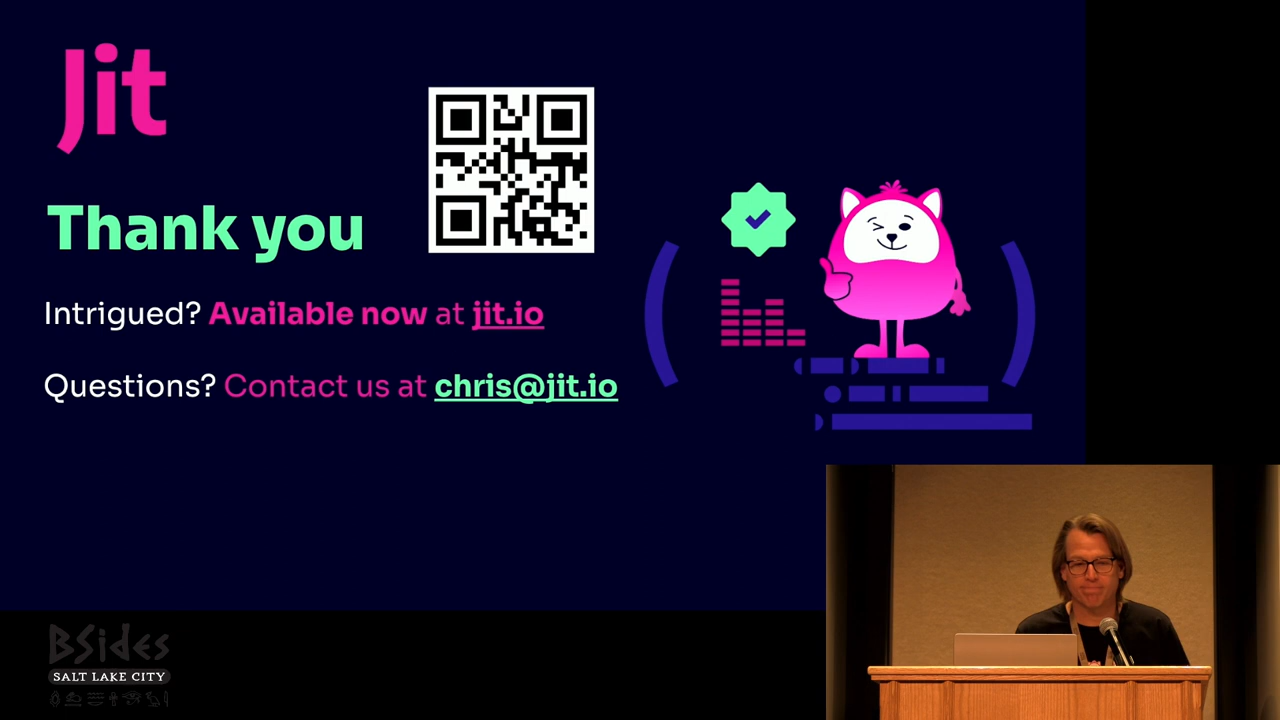 Jit
Thank you
Intrigued? Available now at jit.io
Questions? Contact us at chris@jit.io
BSides
SALT LAKE CITY